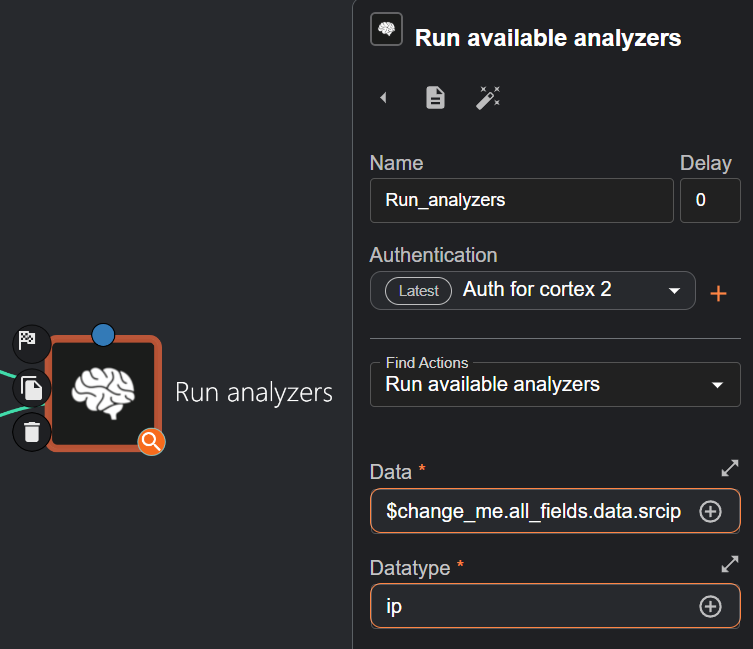 Run available analyzers
Name
Delay
Run_analyzers
0
Authentication
Latest
Auth for cortex 2
+
Find Actions
Run available analyzers
Run analyzers
Data *
$change_me.all_fields.data.srcip
Datatype *
ip